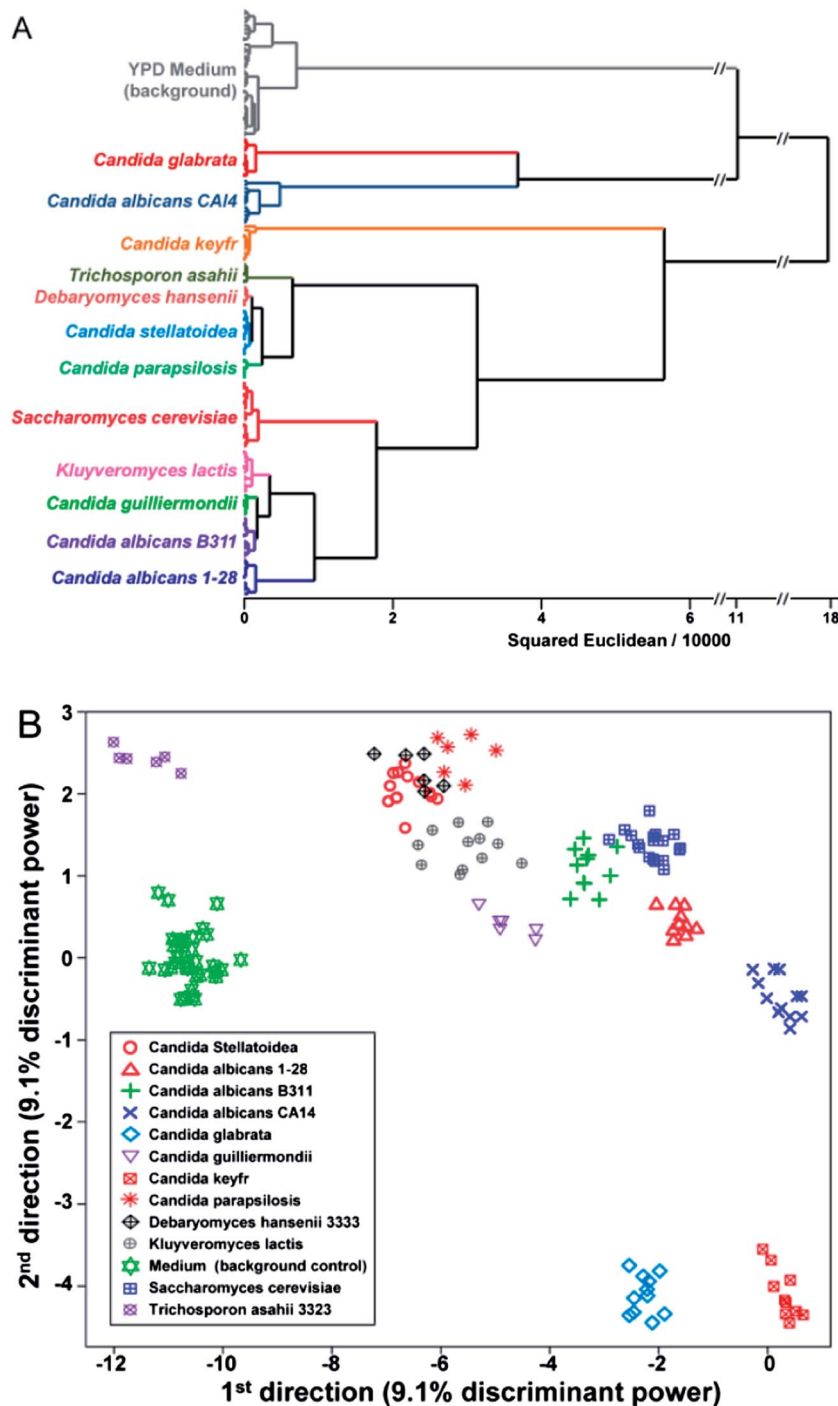 A
YPD Medium
(background)
Candida glabrata
Candida albicans CAI4
Candida keyfr
Trichosporon asahii
Debaryomyces hansenii
Candida stellatoidea
Candida parapsilosis
Saccharomyces cerevisiae
Kluyveromyces lactis
Candida guilliermondii
Candida albicans B311
Candida albicans 1-28
0 2 4 6 11 18
Squared Euclidean / 10000
B
2nd direction (9.1% discriminant power)
3
2
1
0
-1
-2
-3
-4
Candida Stellatoidea
Candida albicans 1-28
Candida albicans B311
Candida albicans CA14
Candida glabrata
Candida guilliermondii
Candida keyfr
Candida parapsilosis
Debaryomyces hansenii 3333
Kluyveromyces lactis
Medium (background control)
Saccharomyces cerevisiae
Trichosporon asahii 3323
-12 -10 -8 -6 -4 -2 0
1st direction (9.1% discriminant power)